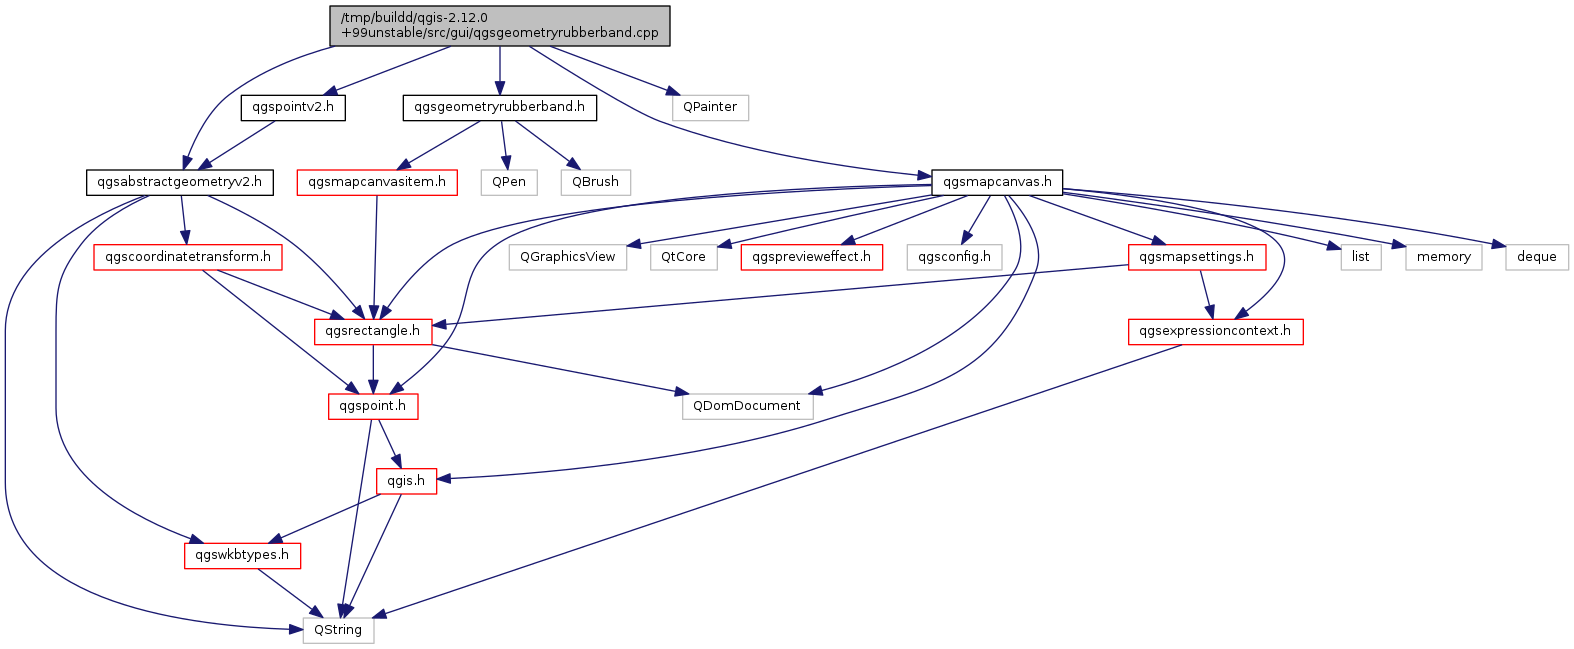 /tmp/buildd/qgis-2.12.0
+99unstable/src/gui/qgsgeometryrubberband.cpp
qgspointv2.h
qgsgeometryrubberband.h
QPainter
qgsabstractgeometryv2.h
qgsmapcanvasitem.h
QPen
QBrush
qgsmapcanvas.h
qgscoordinatetransform.h
QGraphicsView
QtCore
qgspreviewеffect.h
qgsconfig.h
qgsmapsettings.h
list
memory
deque
qgsrectangle.h
qgsexpressioncontext.h
qgspoint.h
QDomDocument
qgis.h
qgswkbtypes.h
QString